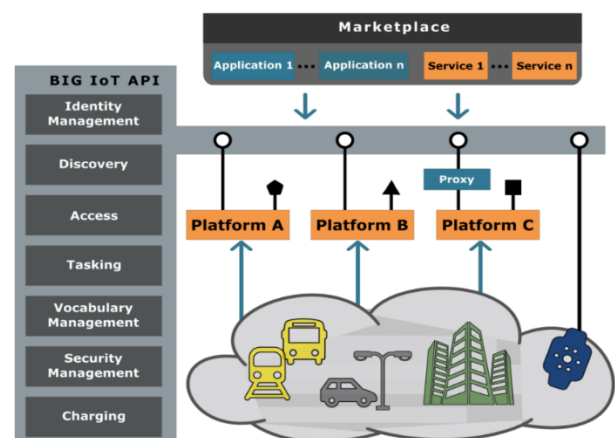 Marketplace
Application 1 ••• Application n Service 1 ••• Service n
BIG IoT API
Identity
Management
Discovery
Access
Tasking
Vocabulary
Management
Security
Management
Charging
Proxy
Platform A Platform B Platform C